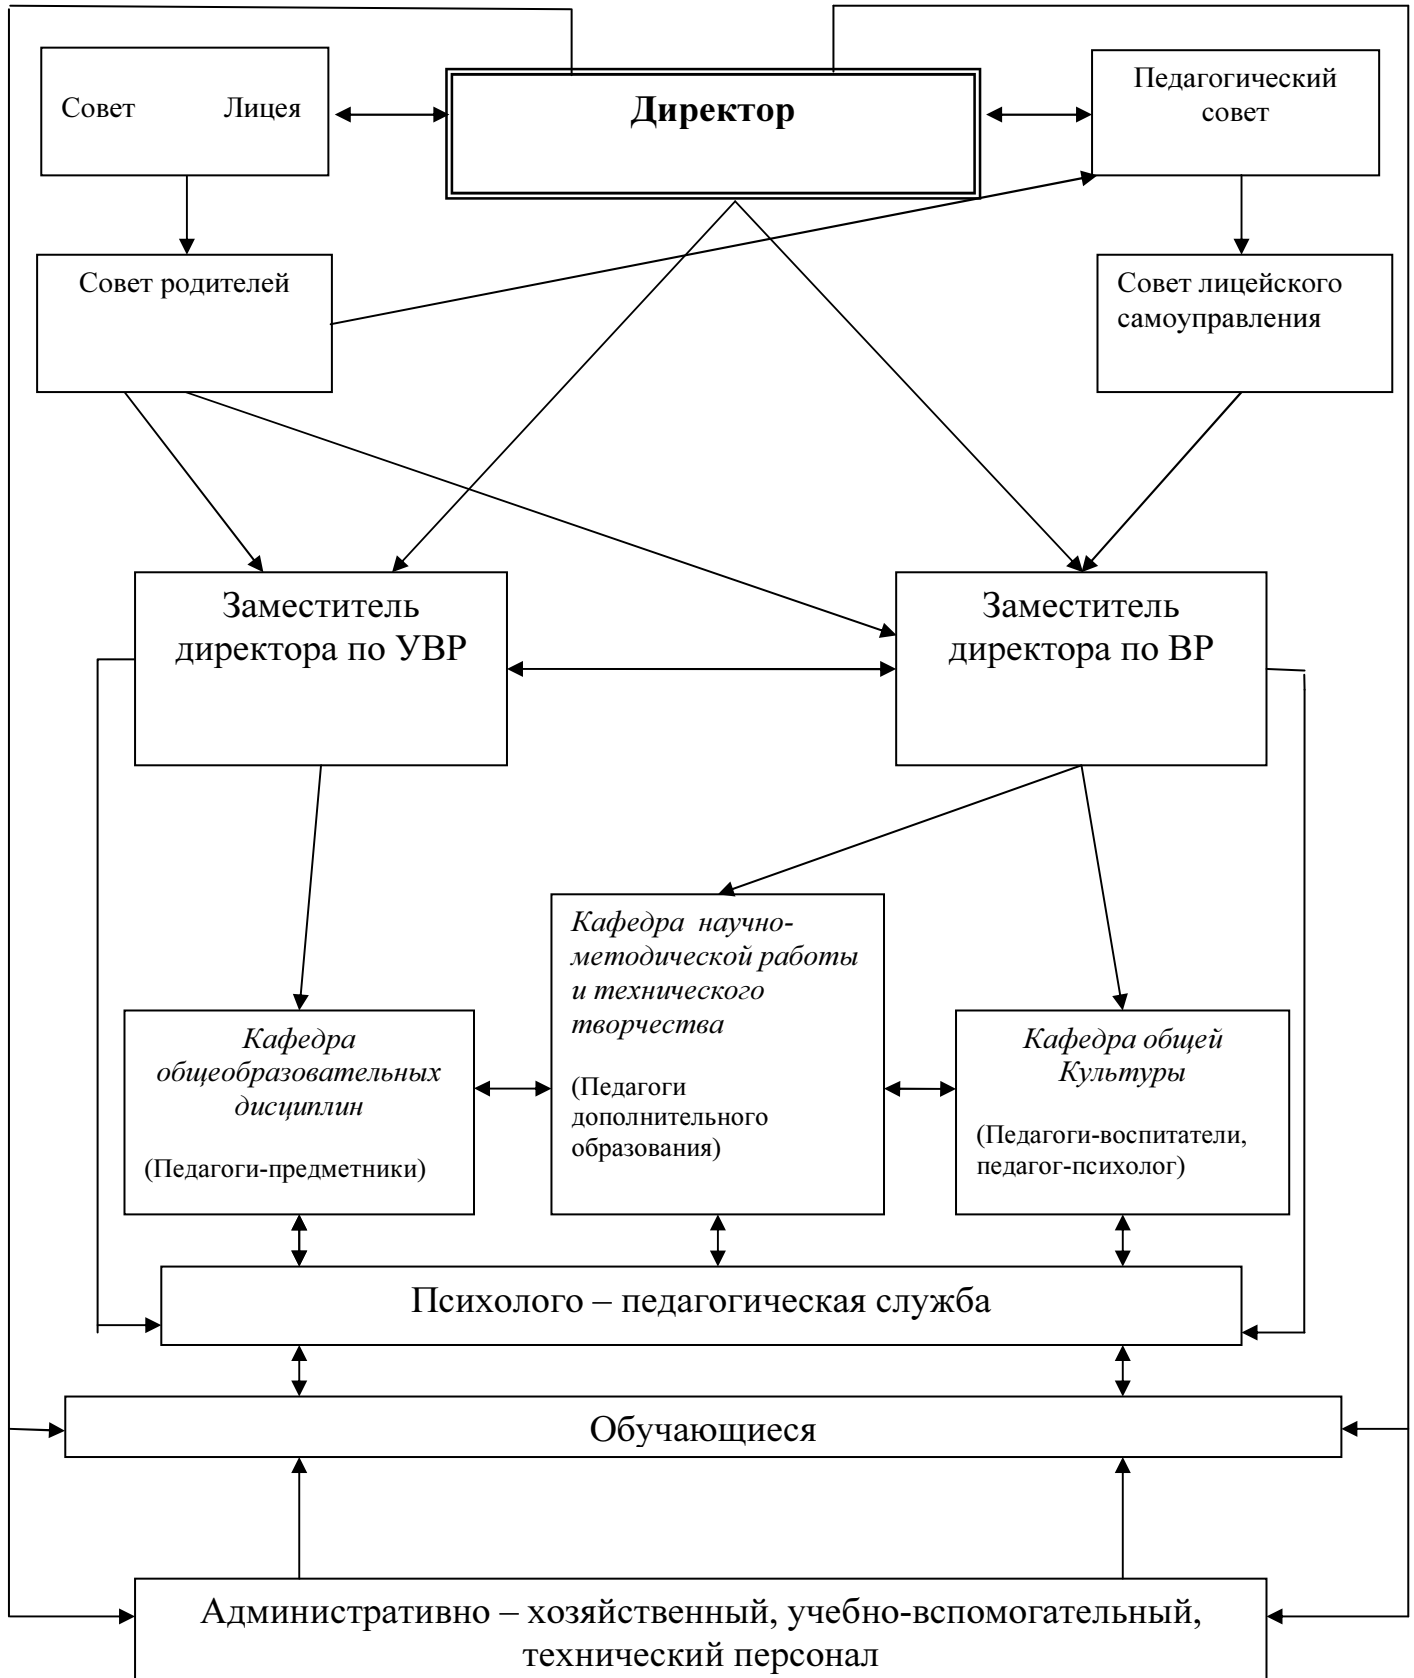 Совет Лицея
Директор
Педагогический
совет
Совет родителей
Совет лицейского
самоуправления
Заместитель
директора по УВР
Заместитель
директора по ВР
Кафедра научно-
методической работы
и технического
творчества
(Педагоги
дополнительного
образования)
Кафедра
общеобразовательных
дисциплин
(Педагоги-предметники)
Кафедра общей
Культуры
(Педагоги-воспитатели,
педагог-психолог)
Психолого – педагогическая служба
Обучающиеся
Административно – хозяйственный, учебно-вспомогательный,
технический персонал